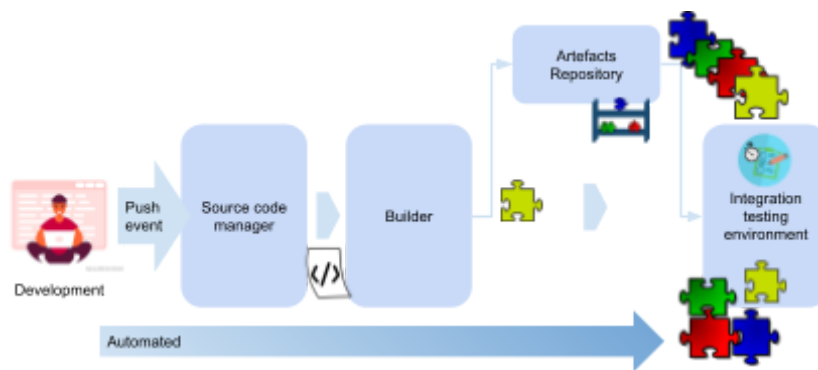 Artefacts
Repository
Push
event
Source code
manager
Builder
Integration
testing
environment
</>
Development
Automated